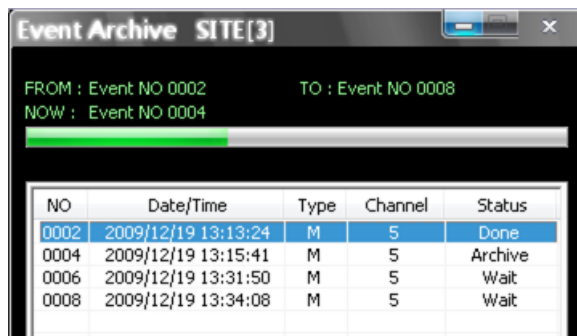 Event Archive SITE[3]
FROM : Event NO 0002 TO : Event NO 0008
NOW : Event NO 0004
NO Date/Time Type Channel Status
0002 2009/12/19 13:13:24 M 5 Done
0004 2009/12/19 13:15:41 M 5 Archive
0006 2009/12/19 13:31:50 M 5 Wait
0008 2009/12/19 13:34:08 M 5 Wait